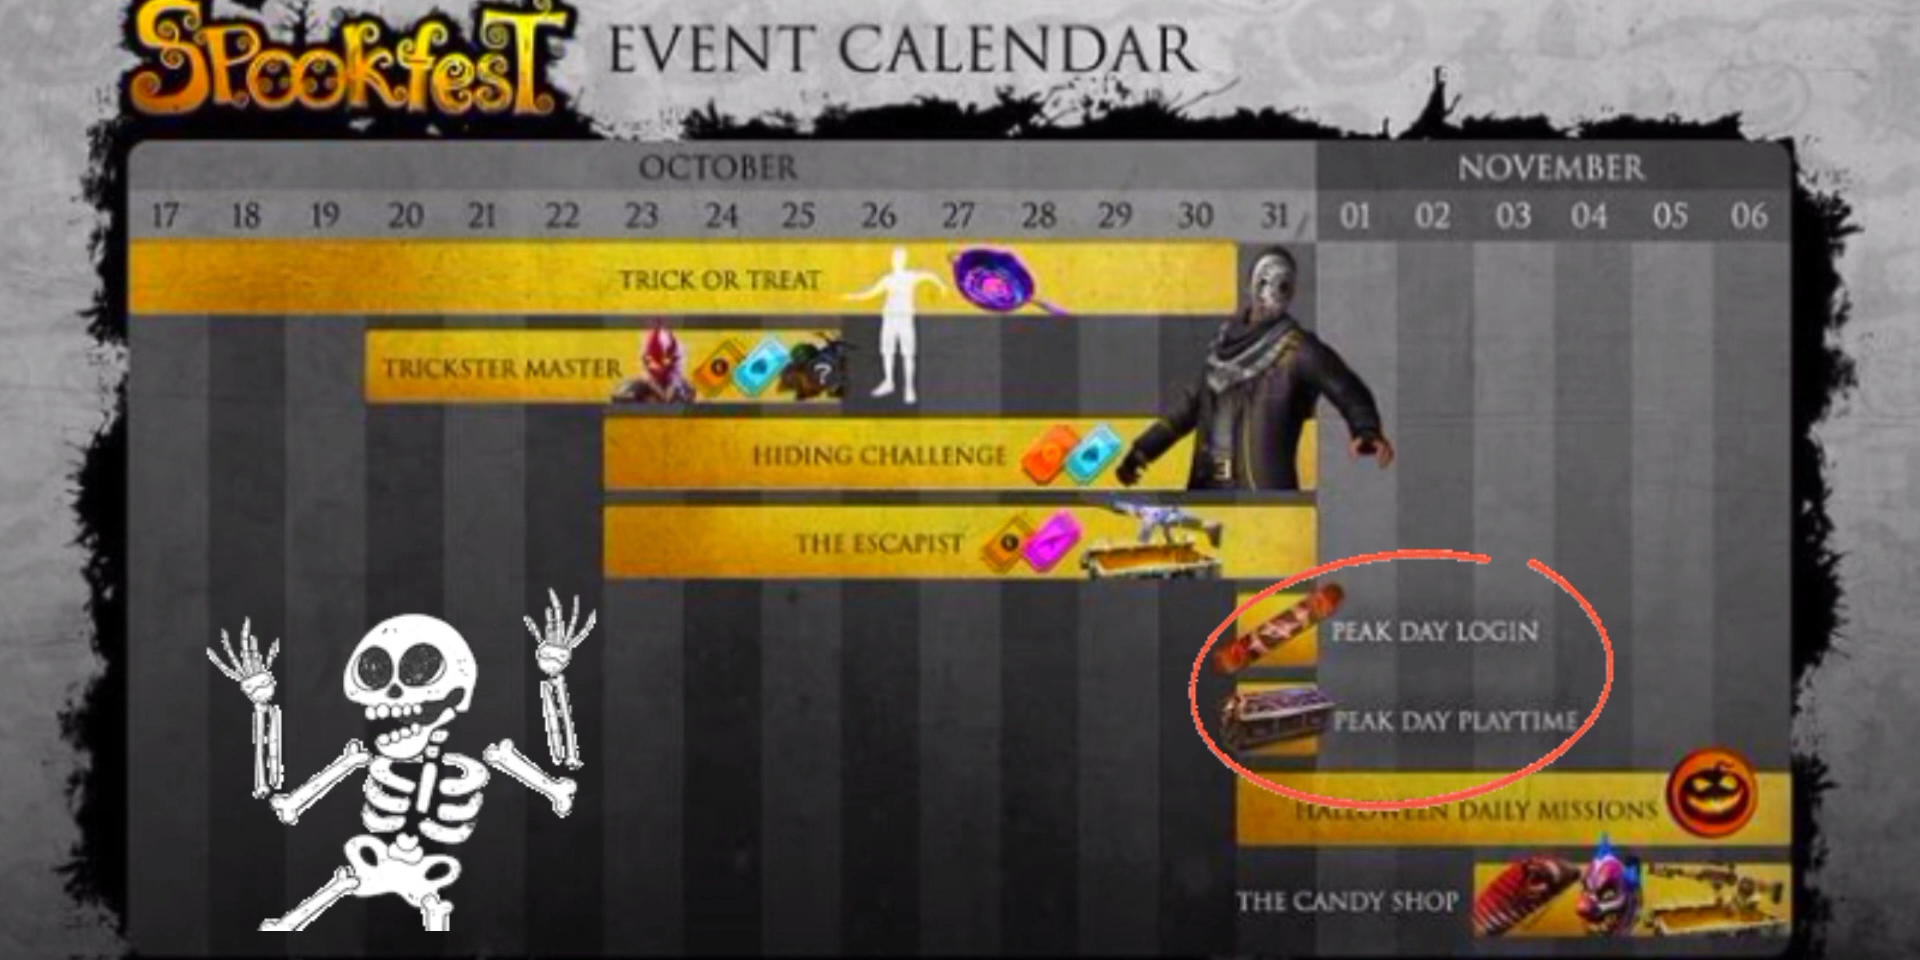 Spookfest EVENT CALENDAR
OCTOBER NOVEMBER
17 18 19 20 21 22 23 24 25 26 27 28 29 30 31 / 01 02 03 04 05 06
TRICK OR TREAT
TRICKSTER MASTER ?
HIDING CHALLENGE
THE ESCAPIST
PEAK DAY LOGIN
PEAK DAY PLAYTIME
HALLOWEEN DAILY MISSIONS
THE CANDY SHOP